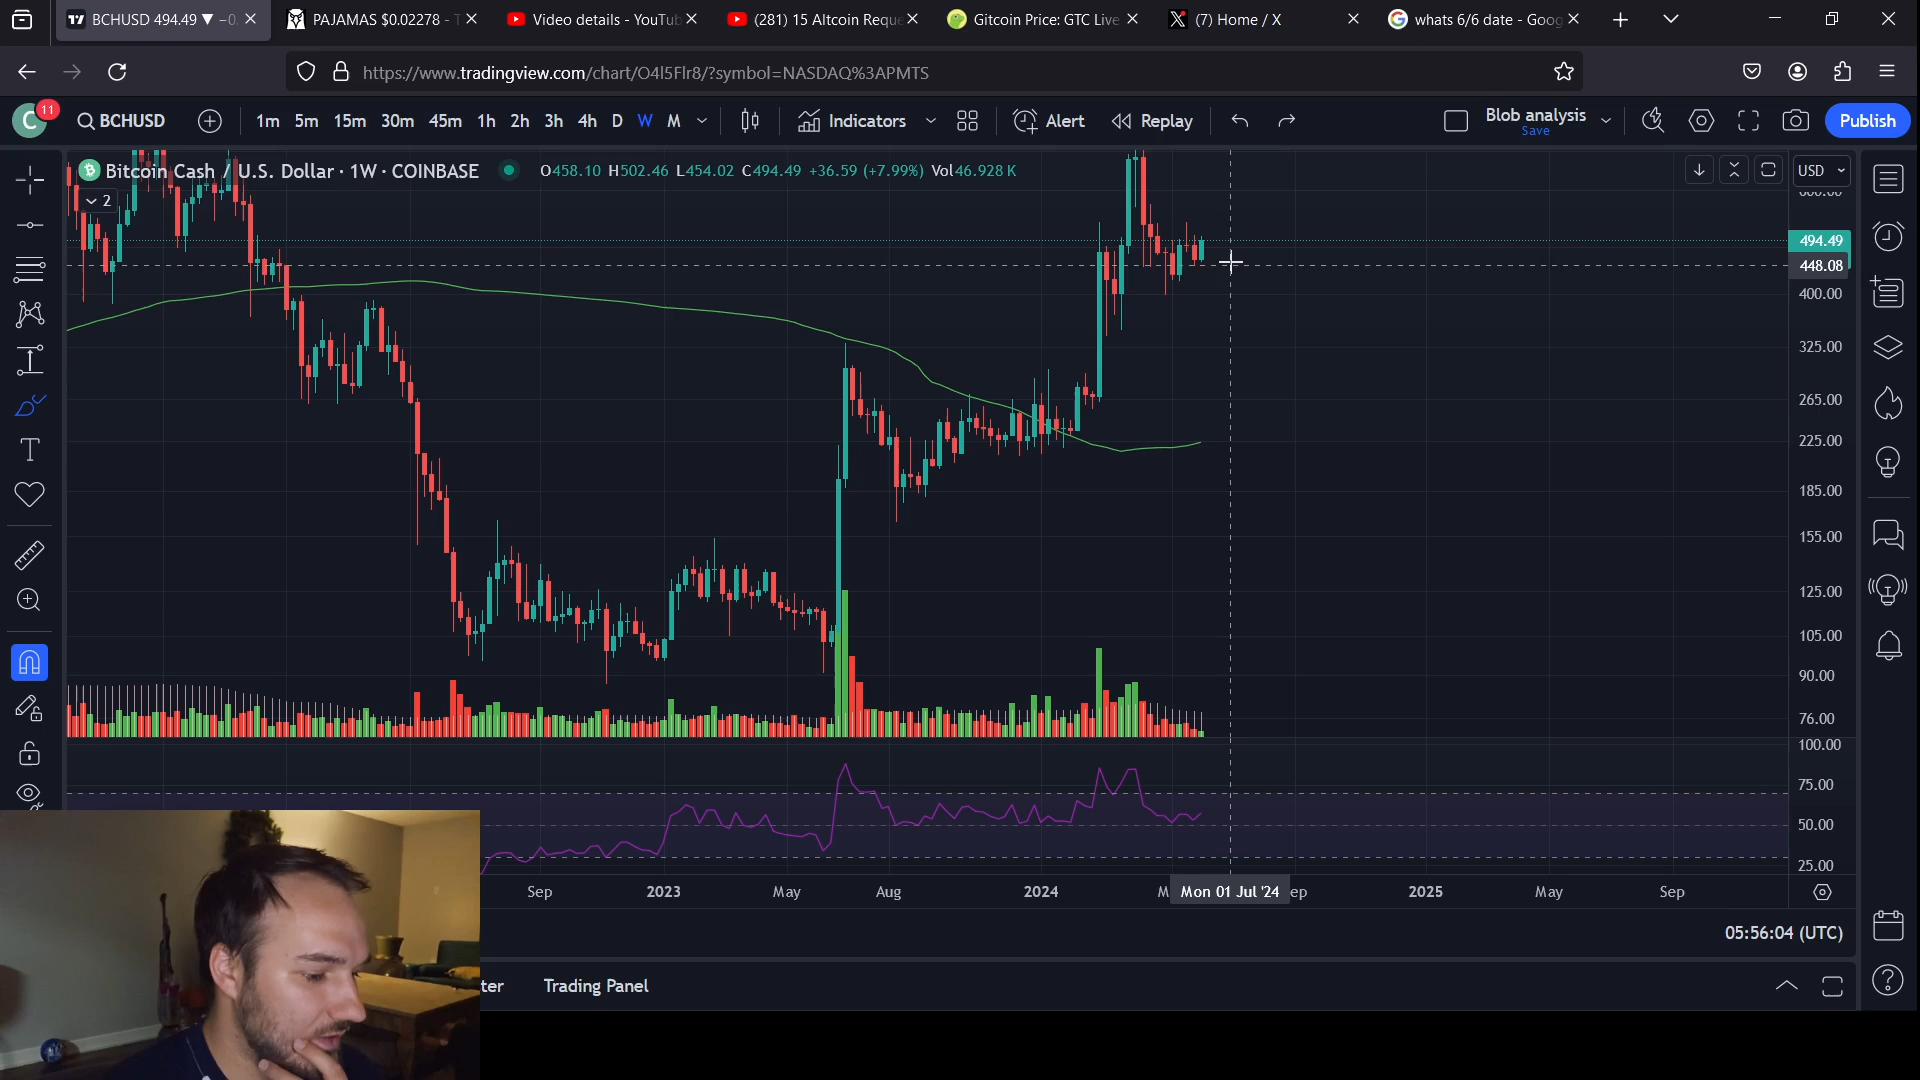 BCHUSD 494.49 ▼ −0.
PAJAMAS $0.02278 - T
Video details - YouTub
(281) 15 Altcoin Reque
Gitcoin Price: GTC Live
(7) Home / X
whats 6/6 date - Goog
https://www.tradingview.com/chart/O4l5Flr8/?symbol=NASDAQ%3APMTS
C 11 BCHUSD 1m 5m 15m 30m 45m 1h 2h 3h 4h D W M Indicators Alert Replay Blob analysis Save Publish
Bitcoin Cash / U.S. Dollar · 1W · COINBASE O458.10 H502.46 L454.02 C494.49 +36.59 (+7.99%) Vol46.928 K USD
2
494.49
448.08
400.00
325.00
265.00
225.00
185.00
155.00
125.00
105.00
90.00
76.00
100.00
75.00
50.00
25.00
Sep 2023 May Aug 2024 M Mon 01 Jul '24 ep 2025 May Sep
05:56:04 (UTC)
ter Trading Panel